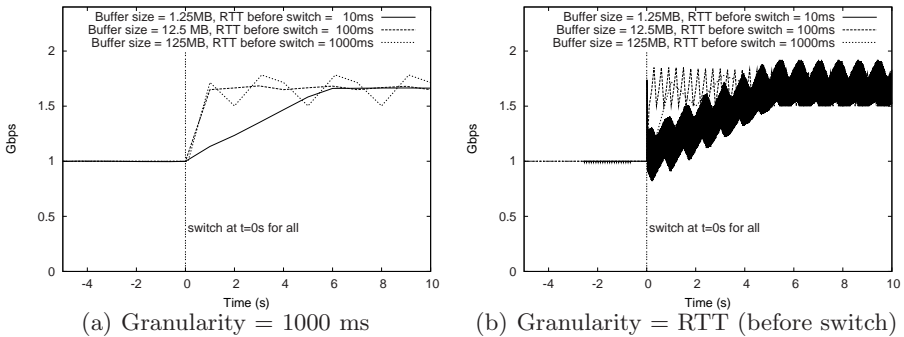 Buffer size = 1.25MB, RTT before switch = 10ms
Buffer size = 12.5 MB, RTT before switch = 100ms
Buffer size = 125MB, RTT before switch = 1000ms
2
1.5
1
0.5
0
Gbps
switch at t=0s for all
-4 -2 0 2 4 6 8 10
Time (s)
(a) Granularity = 1000 ms
Buffer size = 1.25MB, RTT before switch = 10ms
Buffer size = 12.5MB, RTT before switch = 100ms
Buffer size = 125MB, RTT before switch = 1000ms
2
1.5
1
0.5
0
Gbps
switch at t=0s for all
-4 -2 0 2 4 6 8 10
Time (s)
(b) Granularity = RTT (before switch)